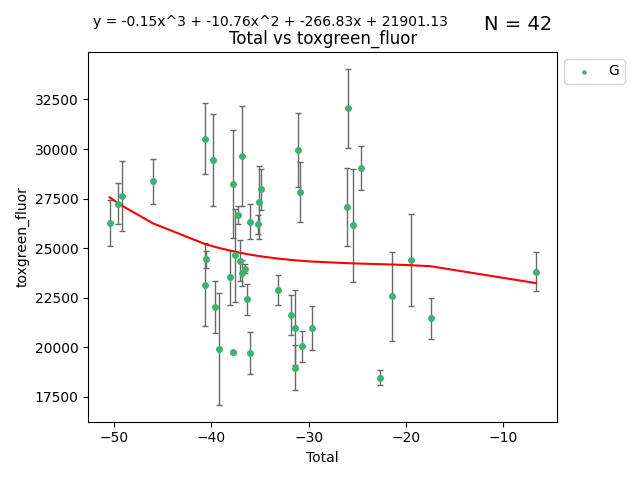 y = -0.15x^3 + -10.76x^2 + -266.83x + 21901.13
N = 42
Total vs toxgreen_fluor
G
32500
30000
27500
25000
22500
20000
17500
toxgreen_fluor
−50
−40
−30
−20
−10
Total